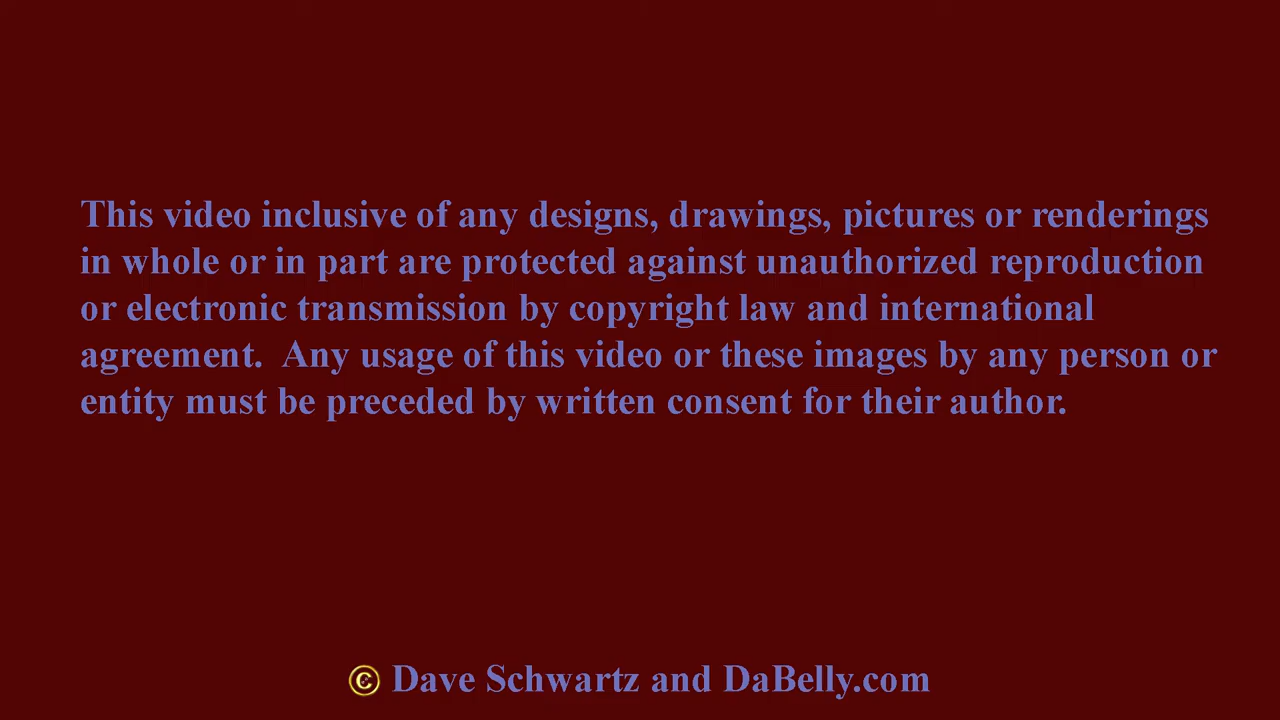 This video inclusive of any designs, drawings, pictures or renderings
in whole or in part are protected against unauthorized reproduction
or electronic transmission by copyright law and international
agreement.  Any usage of this video or these images by any person or
entity must be preceded by written consent for their author.
© Dave Schwartz and DaBelly.com